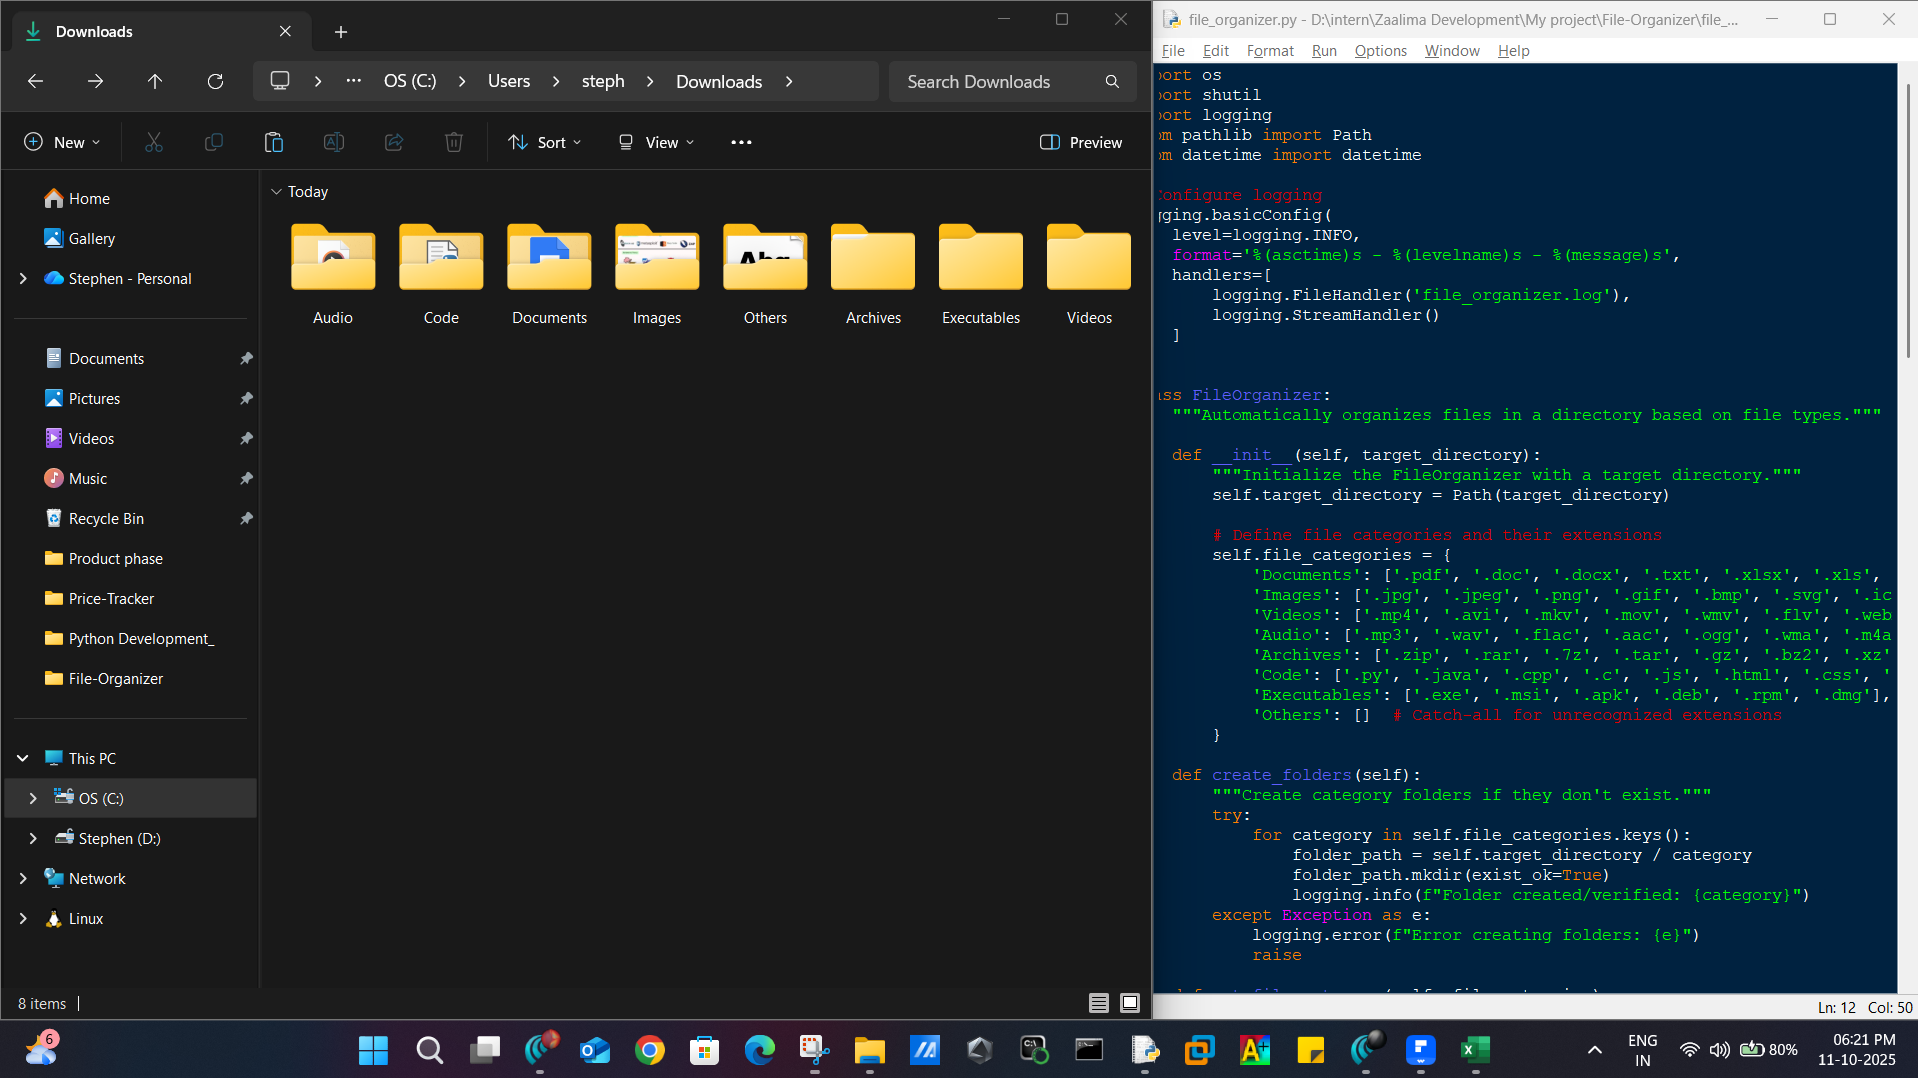 Downloads
OS (C:)
Users
steph
Downloads
Search Downloads
New
Sort
View
Preview
Home
Gallery
Stephen - Personal
Documents
Pictures
Videos
Music
Recycle Bin
Product phase
Price-Tracker
Python Development_
File-Organizer
This PC
OS (C:)
Stephen (D:)
Network
Linux
Today
Audio
Code
Documents
Images
Others
Archives
Executables
Videos
8 items
file_organizer.py - D:\intern\Zaalima Development\My project\File-Organizer\file_...
File Edit Format Run Options Window Help
port os
port shutil
port logging
om pathlib import Path
om datetime import datetime
Configure logging
gging.basicConfig(
level=logging.INFO,
format='%(asctime)s - %(levelname)s - %(message)s',
handlers=[
logging.FileHandler('file_organizer.log'),
logging.StreamHandler()
]
ass FileOrganizer:
"""Automatically organizes files in a directory based on file types."""
def __init__(self, target_directory):
"""Initialize the FileOrganizer with a target directory."""
self.target_directory = Path(target_directory)
# Define file categories and their extensions
self.file_categories = {
'Documents': ['.pdf', '.doc', '.docx', '.txt', '.xlsx', '.xls',
'Images': ['.jpg', '.jpeg', '.png', '.gif', '.bmp', '.svg', '.ic
'Videos': ['.mp4', '.avi', '.mkv', '.mov', '.wmv', '.flv', '.web
'Audio': ['.mp3', '.wav', '.flac', '.aac', '.ogg', '.wma', '.m4a
'Archives': ['.zip', '.rar', '.7z', '.tar', '.gz', '.bz2', '.xz'
'Code': ['.py', '.java', '.cpp', '.c', '.js', '.html', '.css', '
'Executables': ['.exe', '.msi', '.apk', '.deb', '.rpm', '.dmg'],
'Others': [] # Catch-all for unrecognized extensions
}
def create_folders(self):
"""Create category folders if they don't exist."""
try:
for category in self.file_categories.keys():
folder_path = self.target_directory / category
folder_path.mkdir(exist_ok=True)
logging.info(f"Folder created/verified: {category}")
except Exception as e:
logging.error(f"Error creating folders: {e}")
raise
Ln: 12 Col: 50
6
ENG
IN
80%
06:21 PM
11-10-2025